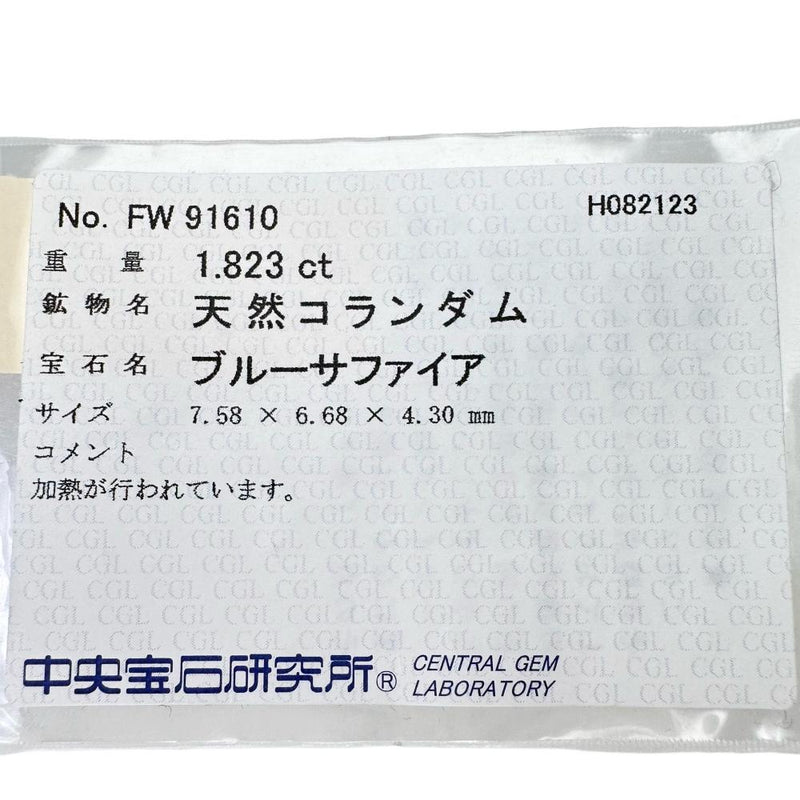 No. FW 91610 H082123
重量 1.823 ct
鉱物名 天然コランダム
宝石名 ブルーサファイア
サイズ 7.58 × 6.68 × 4.30 mm
コメント
加熱が行われています。
中央宝石研究所® CENTRAL GEM
LABORATORY